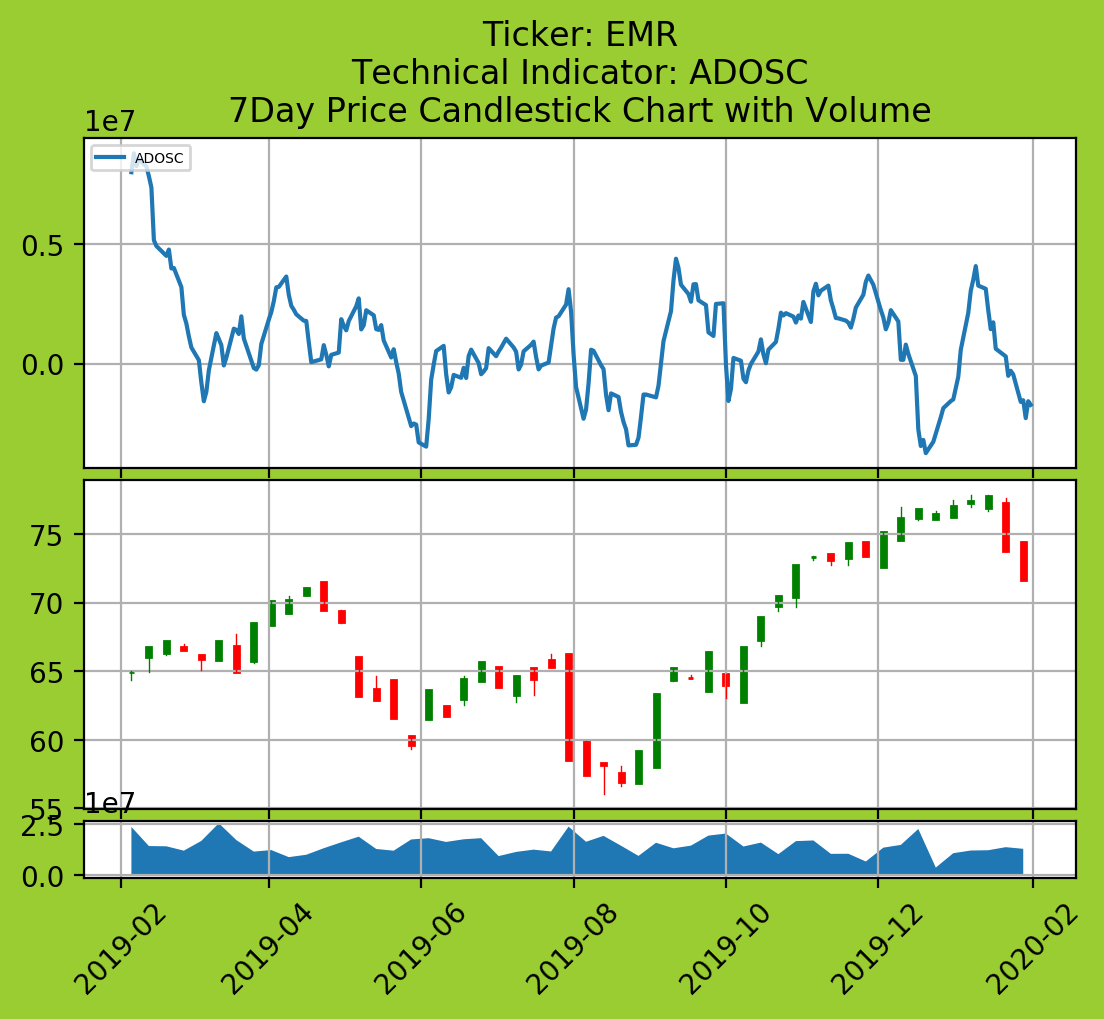 Ticker: EMR
Technical Indicator: ADOSC
7Day Price Candlestick Chart with Volume
1e7
ADOSC
0.5
0.0
75
70
65
60
55
1e7
2.5
0.0
2019-02
2019-04
2019-06
2019-08
2019-10
2019-12
2020-02